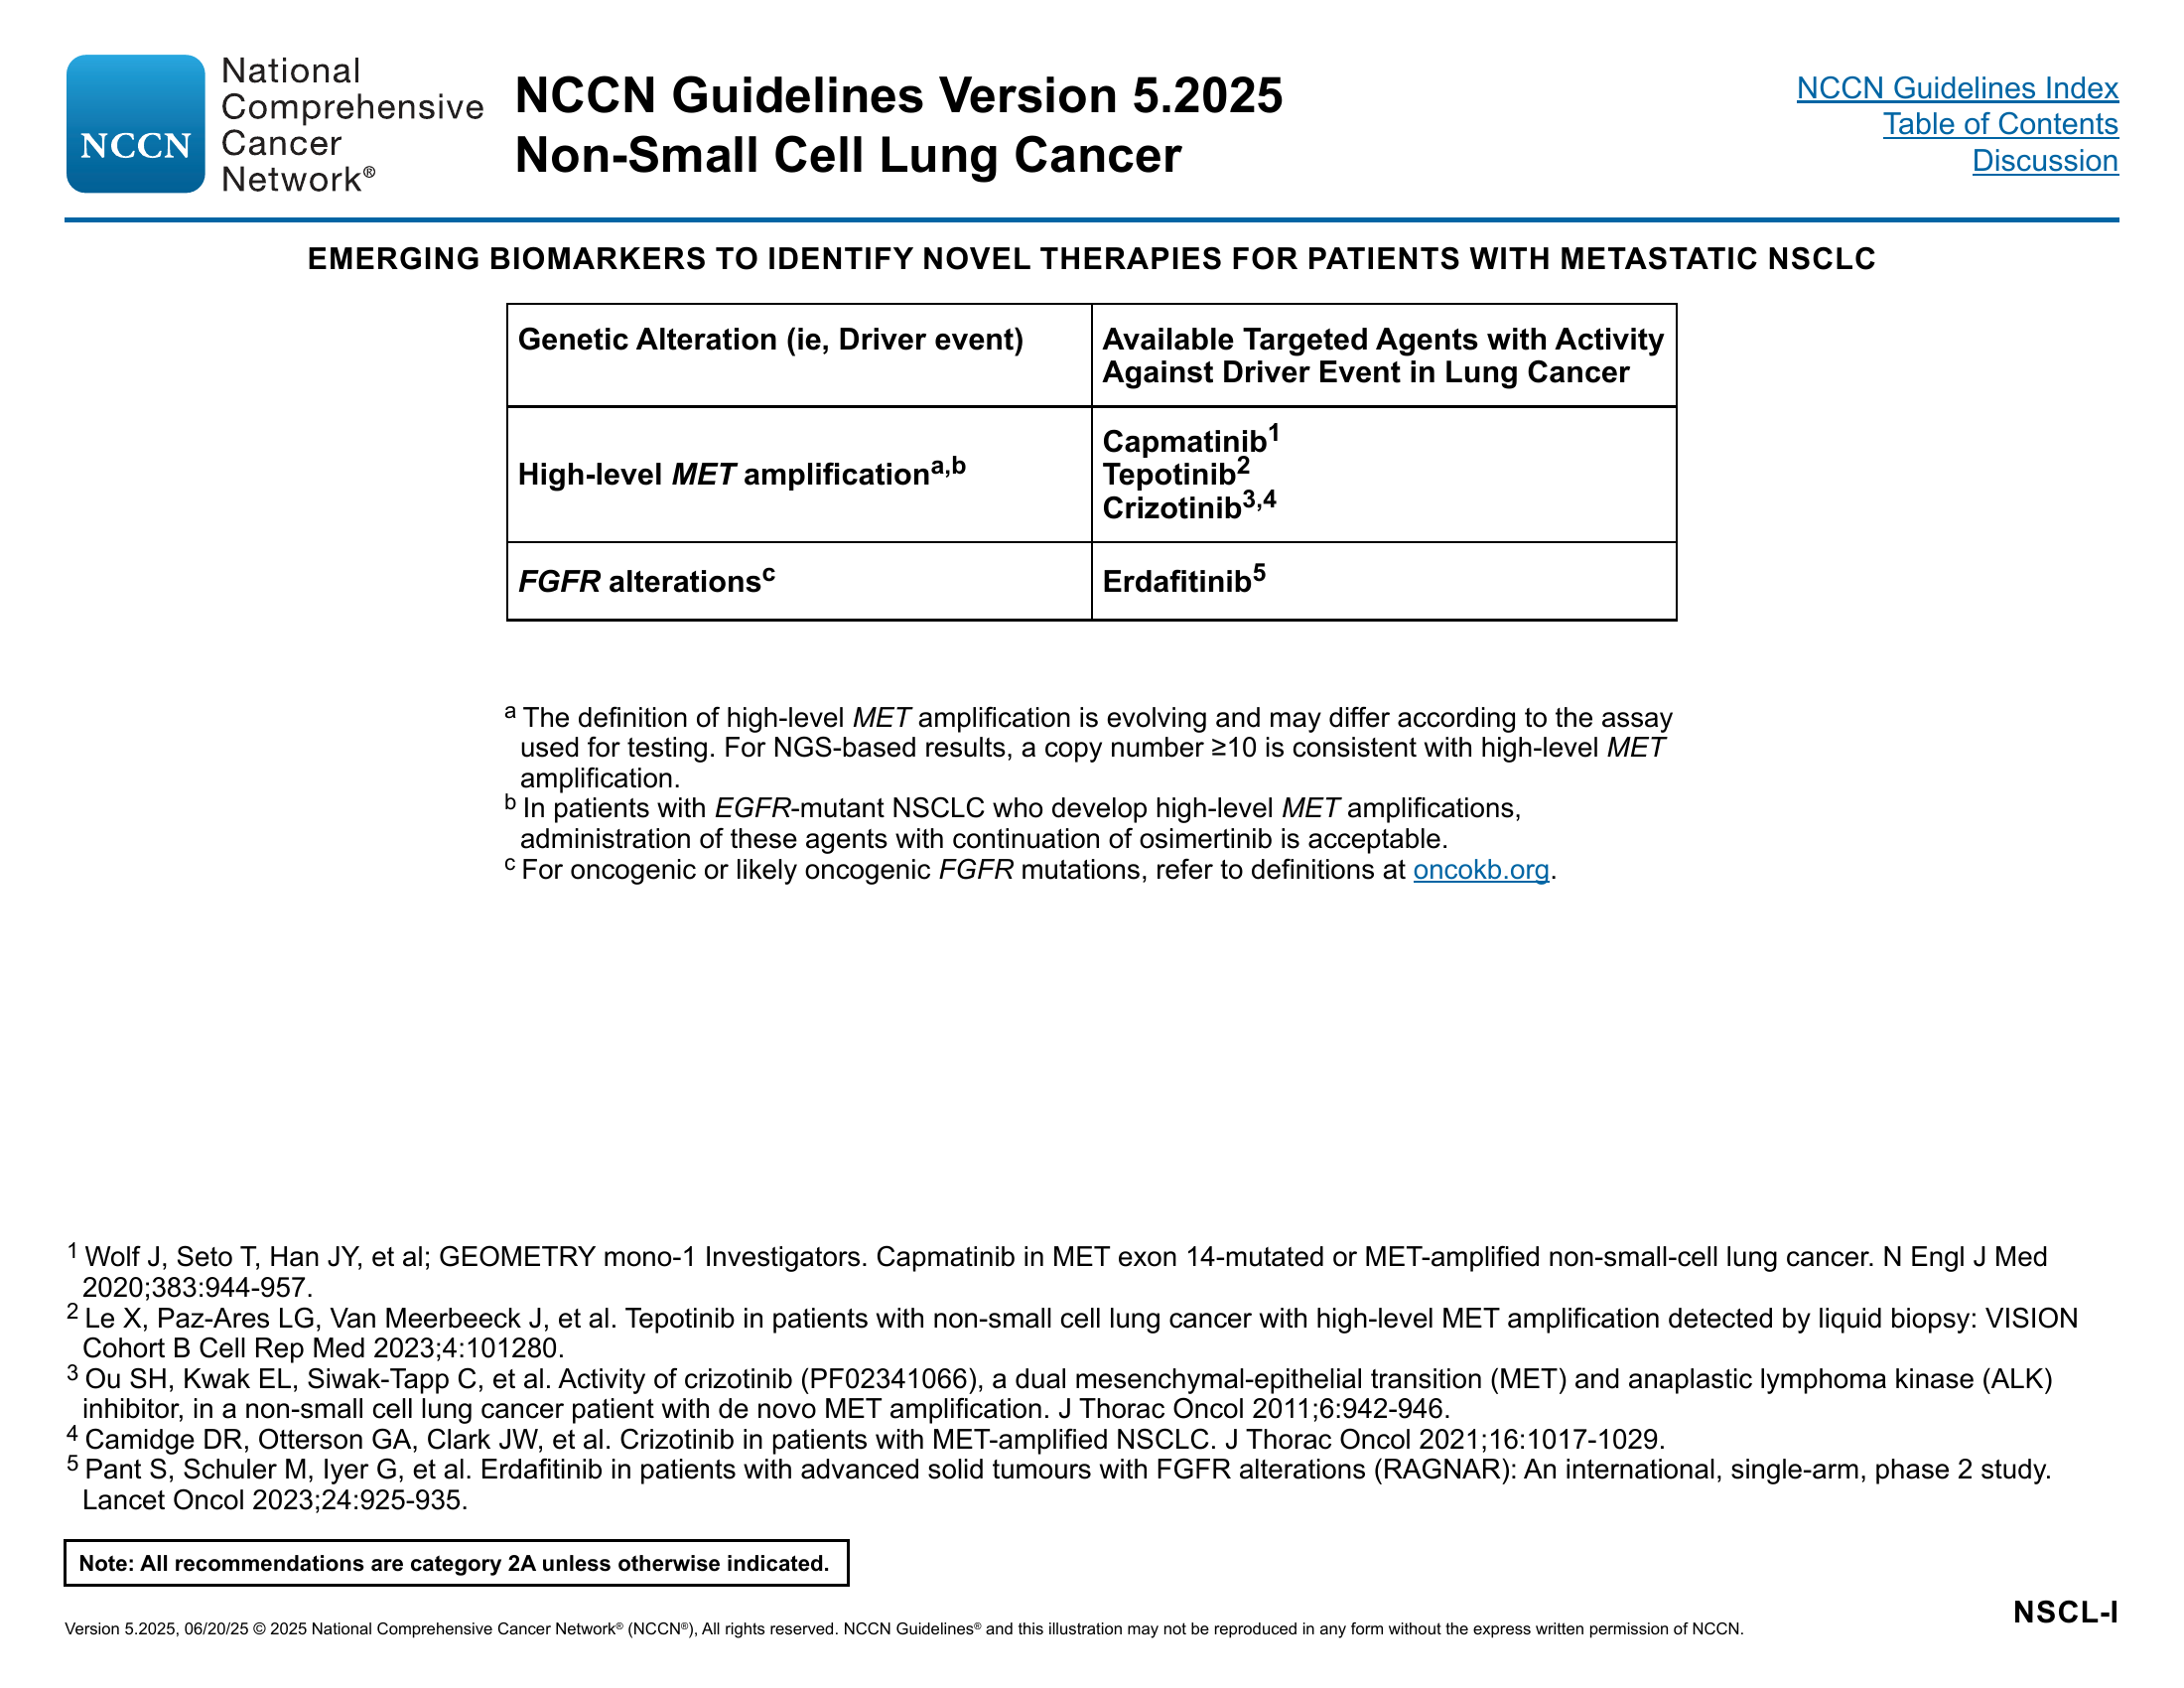 National
Comprehensive
Cancer
Network®
NCCN
NCCN Guidelines Version 5.2025
Non-Small Cell Lung Cancer
NCCN Guidelines Index
Table of Contents
Discussion
EMERGING BIOMARKERS TO IDENTIFY NOVEL THERAPIES FOR PATIENTS WITH METASTATIC NSCLC
Genetic Alteration (ie, Driver event)
Available Targeted Agents with Activity
Against Driver Event in Lung Cancer
High-level MET amplification^a,b
Capmatinib^1
Tepotinib^2
Crizotinib^3,4
FGFR alterations^c
Erdafitinib^5
^a The definition of high-level MET amplification is evolving and may differ according to the assay
used for testing. For NGS-based results, a copy number ≥10 is consistent with high-level MET
amplification.
^b In patients with EGFR-mutant NSCLC who develop high-level MET amplifications,
administration of these agents with continuation of osimertinib is acceptable.
^c For oncogenic or likely oncogenic FGFR mutations, refer to definitions at oncokb.org.
^1 Wolf J, Seto T, Han JY, et al; GEOMETRY mono-1 Investigators. Capmatinib in MET exon 14-mutated or MET-amplified non-small-cell lung cancer. N Engl J Med
2020;383:944-957.
^2 Le X, Paz-Ares LG, Van Meerbeeck J, et al. Tepotinib in patients with non-small cell lung cancer with high-level MET amplification detected by liquid biopsy: VISION
Cohort B Cell Rep Med 2023;4:101280.
^3 Ou SH, Kwak EL, Siwak-Tapp C, et al. Activity of crizotinib (PF02341066), a dual mesenchymal-epithelial transition (MET) and anaplastic lymphoma kinase (ALK)
inhibitor, in a non-small cell lung cancer patient with de novo MET amplification. J Thorac Oncol 2011;6:942-946.
^4 Camidge DR, Otterson GA, Clark JW, et al. Crizotinib in patients with MET-amplified NSCLC. J Thorac Oncol 2021;16:1017-1029.
^5 Pant S, Schuler M, Iyer G, et al. Erdafitinib in patients with advanced solid tumours with FGFR alterations (RAGNAR): An international, single-arm, phase 2 study.
Lancet Oncol 2023;24:925-935.
Note: All recommendations are category 2A unless otherwise indicated.
NSCL-I
Version 5.2025, 06/20/25 © 2025 National Comprehensive Cancer Network® (NCCN®), All rights reserved. NCCN Guidelines® and this illustration may not be reproduced in any form without the express written permission of NCCN.